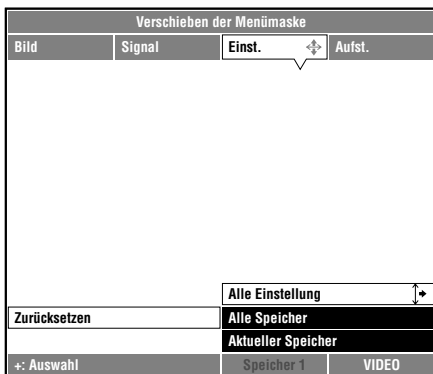 Verschieben der Menümaske
Bild Signal Einst. Aufst.
Alle Einstellung
Zurücksetzen Alle Speicher
Aktueller Speicher
+: Auswahl Speicher 1 VIDEO